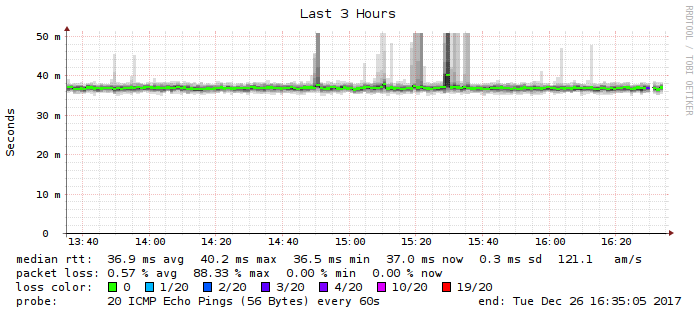 Last 3 Hours
RRDTOOL / TOBI OETIKER
Seconds
50 m
40 m
30 m
20 m
10 m
0
13:40 14:00 14:20 14:40 15:00 15:20 15:40 16:00 16:20
median rtt: 36.9 ms avg 40.2 ms max 36.5 ms min 37.0 ms now 0.3 ms sd 121.1 am/s
packet loss: 0.57 % avg 88.33 % max 0.00 % min 0.00 % now
loss color: 0 1/20 2/20 3/20 4/20 10/20 19/20
probe: 20 ICMP Echo Pings (56 Bytes) every 60s end: Tue Dec 26 16:35:05 2017